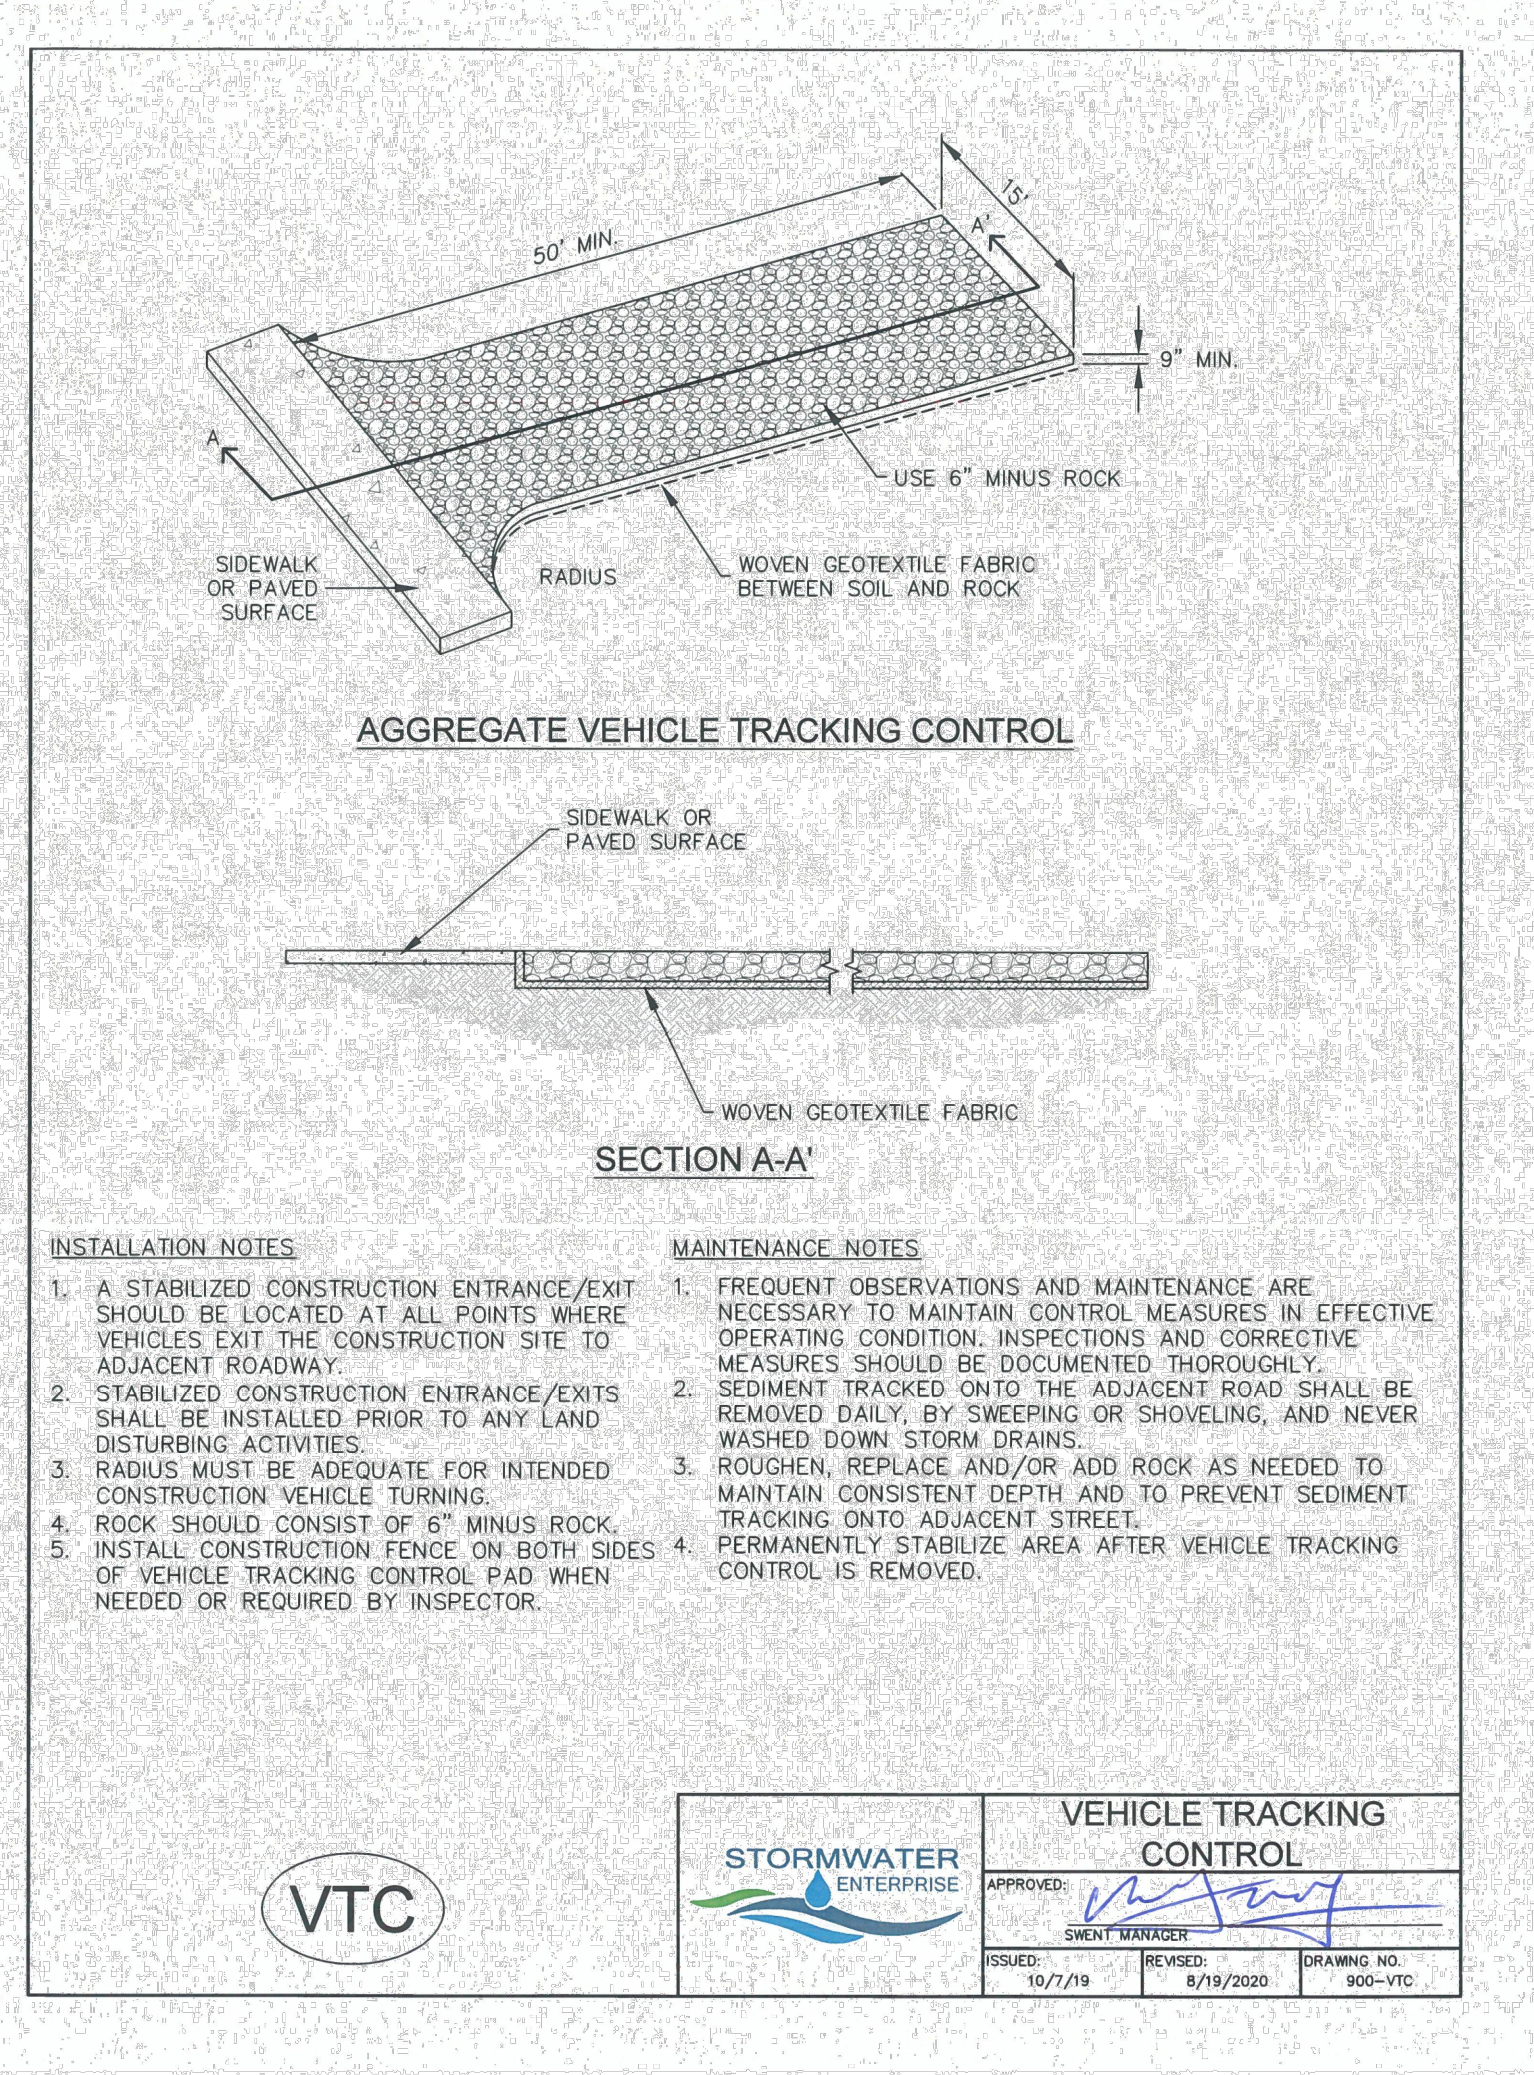 50' MIN.
15'
A'
9" MIN.
A
USE 6" MINUS ROCK
SIDEWALK
OR PAVED
SURFACE
RADIUS
WOVEN GEOTEXTILE FABRIC
BETWEEN SOIL AND ROCK
AGGREGATE VEHICLE TRACKING CONTROL
SIDEWALK OR
PAVED SURFACE
WOVEN GEOTEXTILE FABRIC
SECTION A-A'
INSTALLATION NOTES
1. A STABILIZED CONSTRUCTION ENTRANCE/EXIT
SHOULD BE LOCATED AT ALL POINTS WHERE
VEHICLES EXIT THE CONSTRUCTION SITE TO
ADJACENT ROADWAY.
2. STABILIZED CONSTRUCTION ENTRANCE/EXITS
SHALL BE INSTALLED PRIOR TO ANY LAND
DISTURBING ACTIVITIES.
3. RADIUS MUST BE ADEQUATE FOR INTENDED
CONSTRUCTION VEHICLE TURNING.
4. ROCK SHOULD CONSIST OF 6" MINUS ROCK.
5. INSTALL CONSTRUCTION FENCE ON BOTH SIDES
OF VEHICLE TRACKING CONTROL PAD WHEN
NEEDED OR REQUIRED BY INSPECTOR.
MAINTENANCE NOTES
1. FREQUENT OBSERVATIONS AND MAINTENANCE ARE
NECESSARY TO MAINTAIN CONTROL MEASURES IN EFFECTIVE
OPERATING CONDITION. INSPECTIONS AND CORRECTIVE
MEASURES SHOULD BE DOCUMENTED THOROUGHLY.
2. SEDIMENT TRACKED ONTO THE ADJACENT ROAD SHALL BE
REMOVED DAILY, BY SWEEPING OR SHOVELING, AND NEVER
WASHED DOWN STORM DRAINS.
3. ROUGHEN, REPLACE AND/OR ADD ROCK AS NEEDED TO
MAINTAIN CONSISTENT DEPTH AND TO PREVENT SEDIMENT
TRACKING ONTO ADJACENT STREET.
4. PERMANENTLY STABILIZE AREA AFTER VEHICLE TRACKING
CONTROL IS REMOVED.
VTC
STORMWATER
ENTERPRISE
VEHICLE TRACKING
CONTROL
APPROVED:
SWENT MANAGER
ISSUED:
10/7/19
REVISED:
8/19/2020
DRAWING NO.
900-VTC